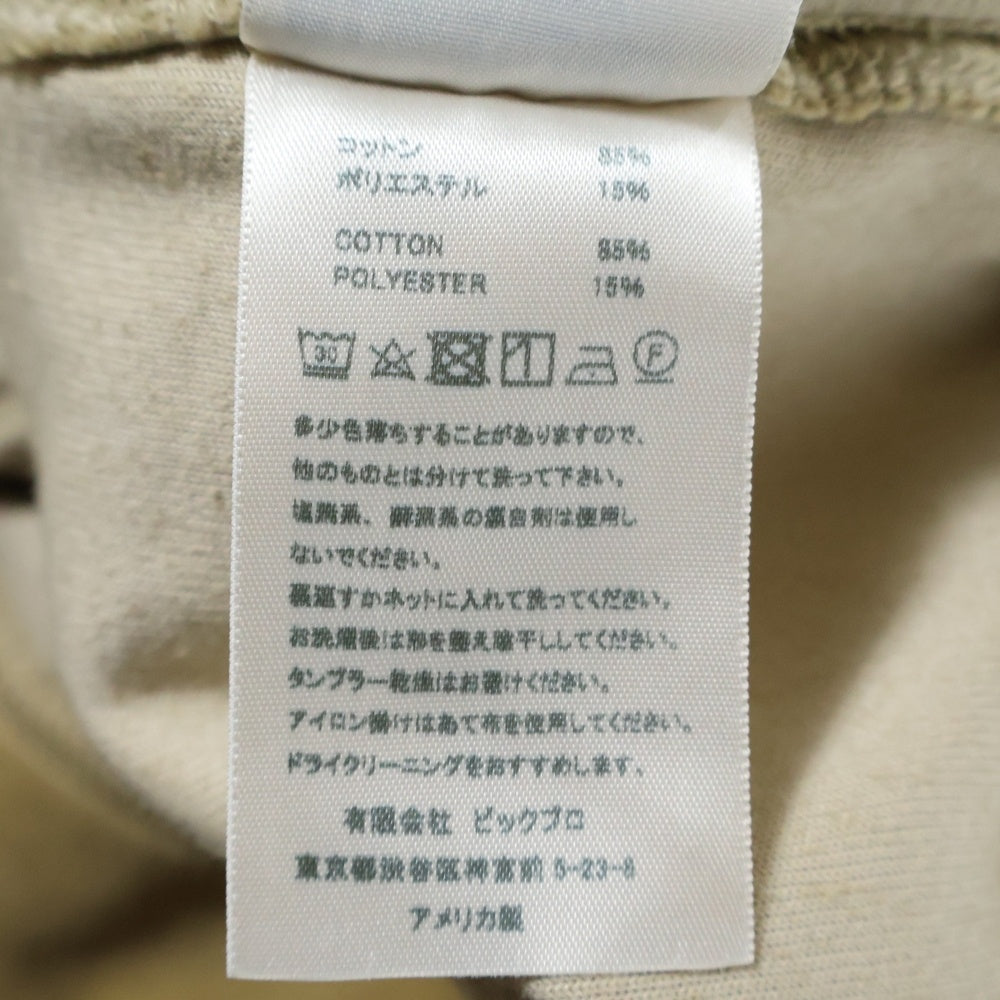 コットン 85%
ポリエステル 15%
COTTON 85%
POLYESTER 15%
30
F
多少色落ちすることがありますので、
他のものとは分けて洗って下さい。
塩素系、酵素系の漂白剤は使用し
ないでください。
裏返すかネットに入れて洗ってください。
お洗濯後は形を整え陰干ししてください。
タンブラー乾燥はお避けください。
アイロン掛けはあて布を使用してください。
ドライクリーニングをおすすめします。
有限会社 ビックプロ
東京都渋谷区神宮前 5-23-8
アメリカ製